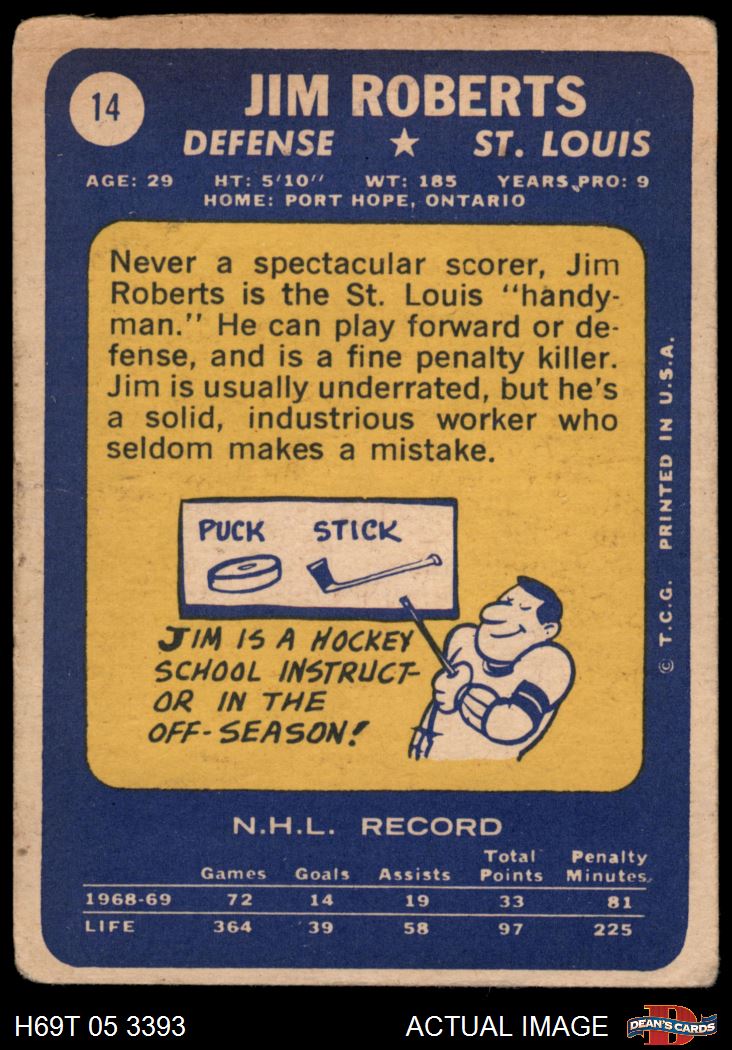 14
JIM ROBERTS
DEFENSE ★ ST. LOUIS
AGE: 29 HT: 5'10" WT: 185 YEARS PRO: 9
HOME: PORT HOPE, ONTARIO
Never a spectacular scorer, Jim
Roberts is the St. Louis "handy-
man." He can play forward or de-
fense, and is a fine penalty killer.
Jim is usually underrated, but he's
a solid, industrious worker who
seldom makes a mistake.
PUCK STICK
JIM IS A HOCKEY
SCHOOL INSTRUCT-
OR IN THE
OFF-SEASON!
© T.C.G. PRINTED IN U.S.A.
N.H.L. RECORD
Games Goals Assists Total Points Penalty Minutes
1968-69 72 14 19 33 81
LIFE 364 39 58 97 225
H69T 05 3393 ACTUAL IMAGE
D
DEAN'S CARDS